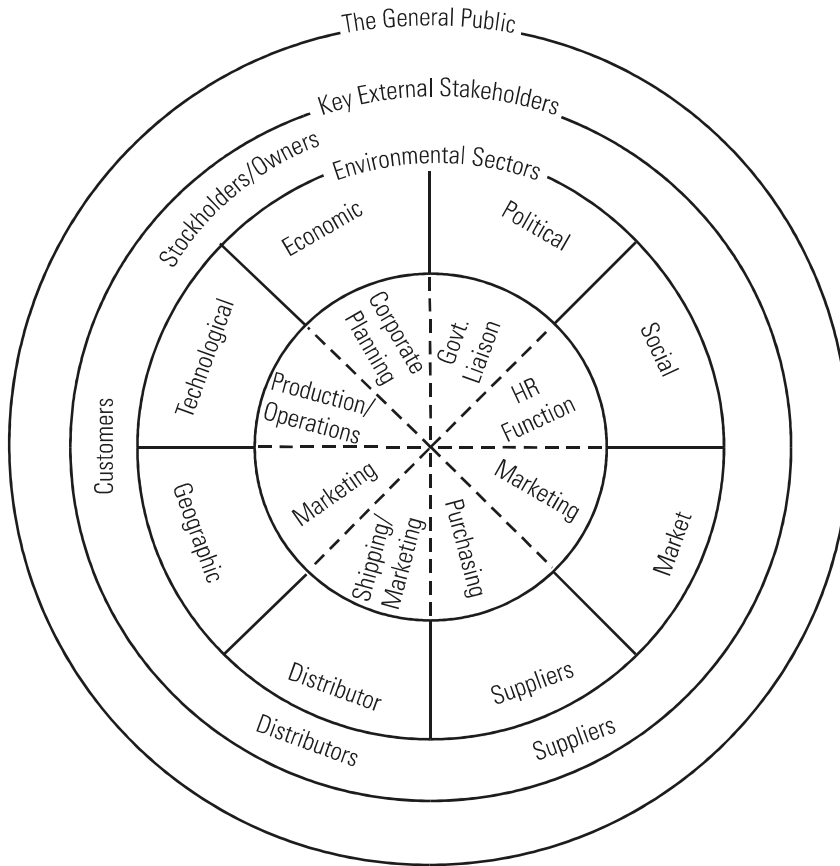 The General Public
Key External Stakeholders
Stockholders/Owners
Environmental Sectors
Economic
Political
Technological
Social
Corporate
Planning
Govt.
Liaison
Production/
Operations
HR
Function
Customers
Marketing
Marketing
Geographic
Market
Shipping/
Marketing
Purchasing
Distributor
Suppliers
Distributors
Suppliers